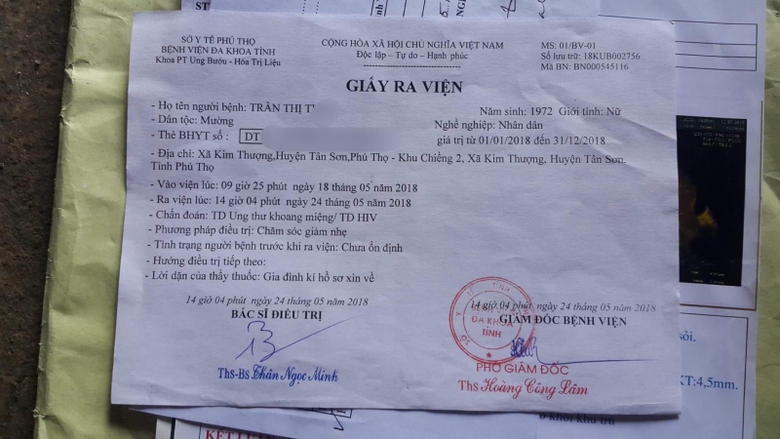 SỞ Y TẾ PHÚ THỌ
BỆNH VIỆN ĐA KHOA TỈNH
Khoa PT Ung Bướu - Hóa Trị Liệu
CỘNG HÒA XÃ HỘI CHỦ NGHĨA VIỆT NAM
Độc lập - Tự do - Hạnh phúc
MS: 01/BV-01
Số lưu trữ: 18KUB002756
Mã BN: BN000545116
GIẤY RA VIỆN
- Họ tên người bệnh: TRẦN THỊ T'
Năm sinh: 1972 Giới tính: Nữ
- Dân tộc: Mường
Nghề nghiệp: Nhân dân
- Thẻ BHYT số: DT
giá trị từ 01/01/2018 đến 31/12/2018
- Địa chỉ: Xã Kim Thượng,Huyện Tân Sơn,Phú Thọ - Khu Chiềng 2, Xã Kim Thượng, Huyện Tân Sơn.
Tỉnh Phú Thọ
- Vào viện lúc: 09 giờ 25 phút ngày 18 tháng 05 năm 2018
- Ra viện lúc: 14 giờ 04 phút ngày 24 tháng 05 năm 2018
- Chẩn đoán: TD Ung thư khoang miệng/ TD HIV
- Phương pháp điều trị: Chăm sóc giảm nhẹ
- Tình trạng người bệnh trước khi ra viện: Chưa ổn định
- Hướng điều trị tiếp theo:
- Lời dặn của thầy thuốc: Gia đình kí hồ sơ xin về
14 giờ 04 phút ngày 24 tháng 05 năm 2018
BÁC SĨ ĐIỀU TRỊ
Ths-Bs Thân Ngọc Minh
14 giờ 04 phút ngày 24 tháng 05 năm 2018
GIÁM ĐỐC BỆNH VIỆN
ĐA KHOA
TỈNH
PHÓ GIÁM ĐỐC
Ths Hoàng Công Lâm
sỏi.
KT:4,5mm.